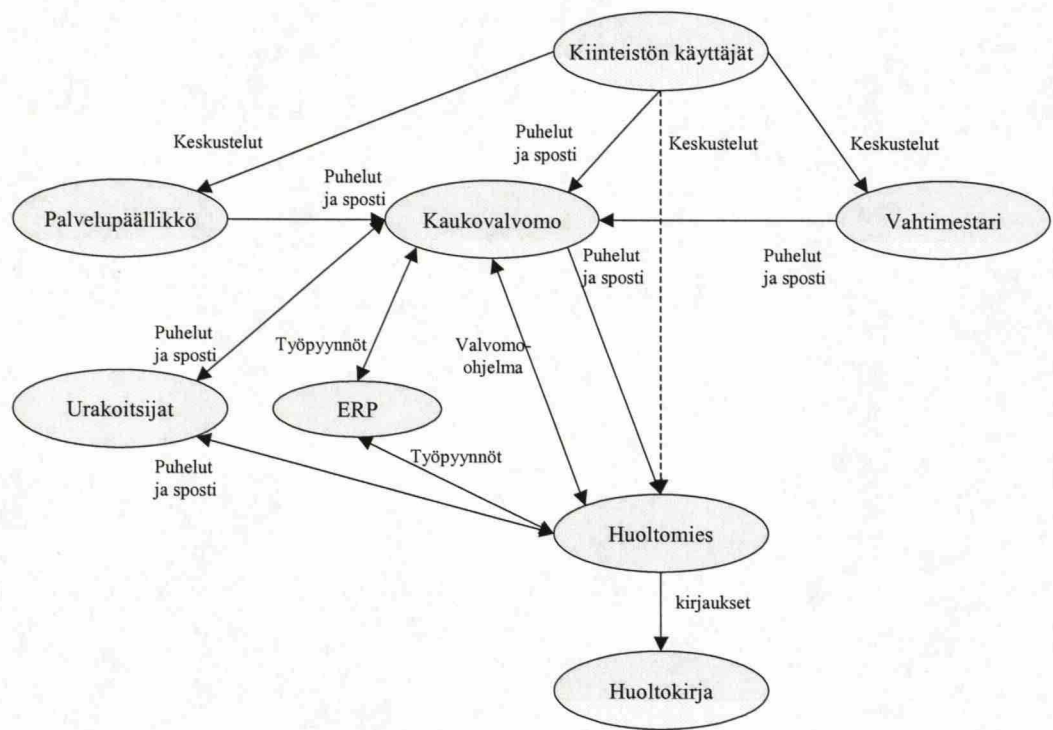 Kiinteistön käyttäjät
Keskustelut
Puhelut
ja sposti
Keskustelut
Keskustelut
Palvelupäällikkö
Puhelut
ja sposti
Kaukovalvomo
Vahtimestari
Puhelut
ja sposti
Puhelut
ja sposti
Puhelut
ja sposti
Työpyynnöt
Valvomo-
ohjelma
Urakoitsijat
ERP
Puhelut
ja sposti
Työpyynnöt
Huoltomies
kirjaukset
Huoltokirja